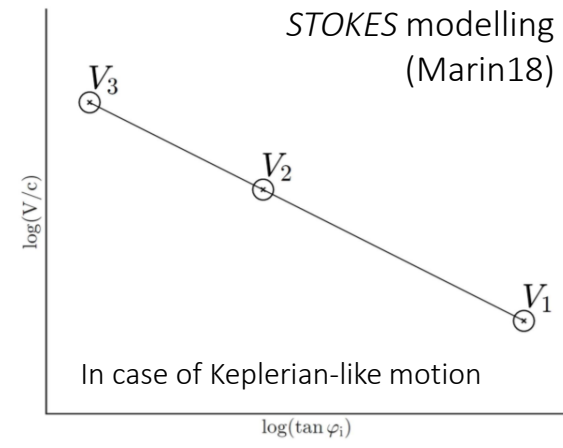 STOKES modelling
(Marin18)
V₃
V₂
V₁
log(V/c)
In case of Keplerian-like motion
log(tan φᵢ)